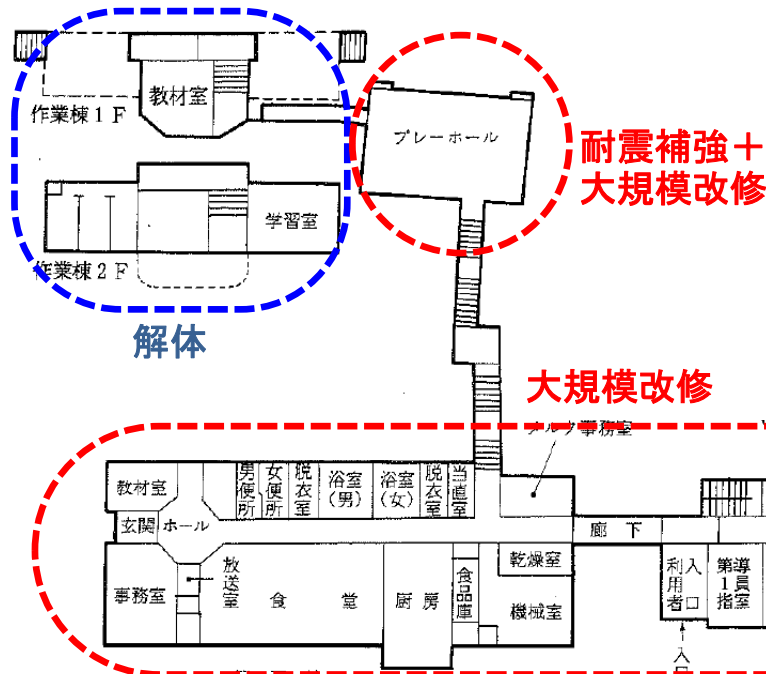 教材室
作業棟1F
プレーホール
耐震補強＋
大規模改修
学習室
作業棟2F
解体
大規模改修
事務室
教材室
男便所
女便所
脱衣室
浴室(男)
浴室(女)
脱衣室
当直室
玄関
ホール
廊下
放送室
事務室
食堂
厨房
食品庫
乾燥室
機械室
利用者入口
第1指導員室
入